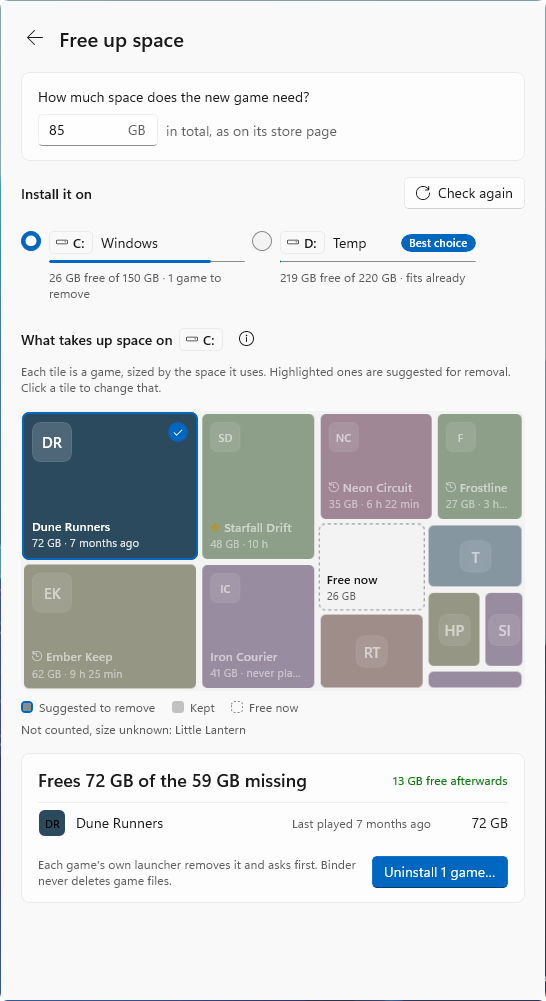 Free up space
How much space does the new game need?
85 GB in total, as on its store page
Install it on
Check again
C: Windows
26 GB free of 150 GB · 1 game to
remove
D: Temp Best choice
219 GB free of 220 GB · fits already
What takes up space on C:
Each tile is a game, sized by the space it uses. Highlighted ones are suggested for removal.
Click a tile to change that.
DR
Dune Runners
72 GB · 7 months ago
SD
Starfall Drift
48 GB · 10 h
NC
Neon Circuit
35 GB · 6 h 22 min
F
Frostline
27 GB · 3 h...
Free now
26 GB
T
EK
Ember Keep
62 GB · 9 h 25 min
IC
Iron Courier
41 GB · never pla...
RT
HP
SI
Suggested to remove Kept Free now
Not counted, size unknown: Little Lantern
Frees 72 GB of the 59 GB missing
13 GB free afterwards
DR Dune Runners Last played 7 months ago 72 GB
Each game's own launcher removes it and asks first. Binder
never deletes game files.
Uninstall 1 game...